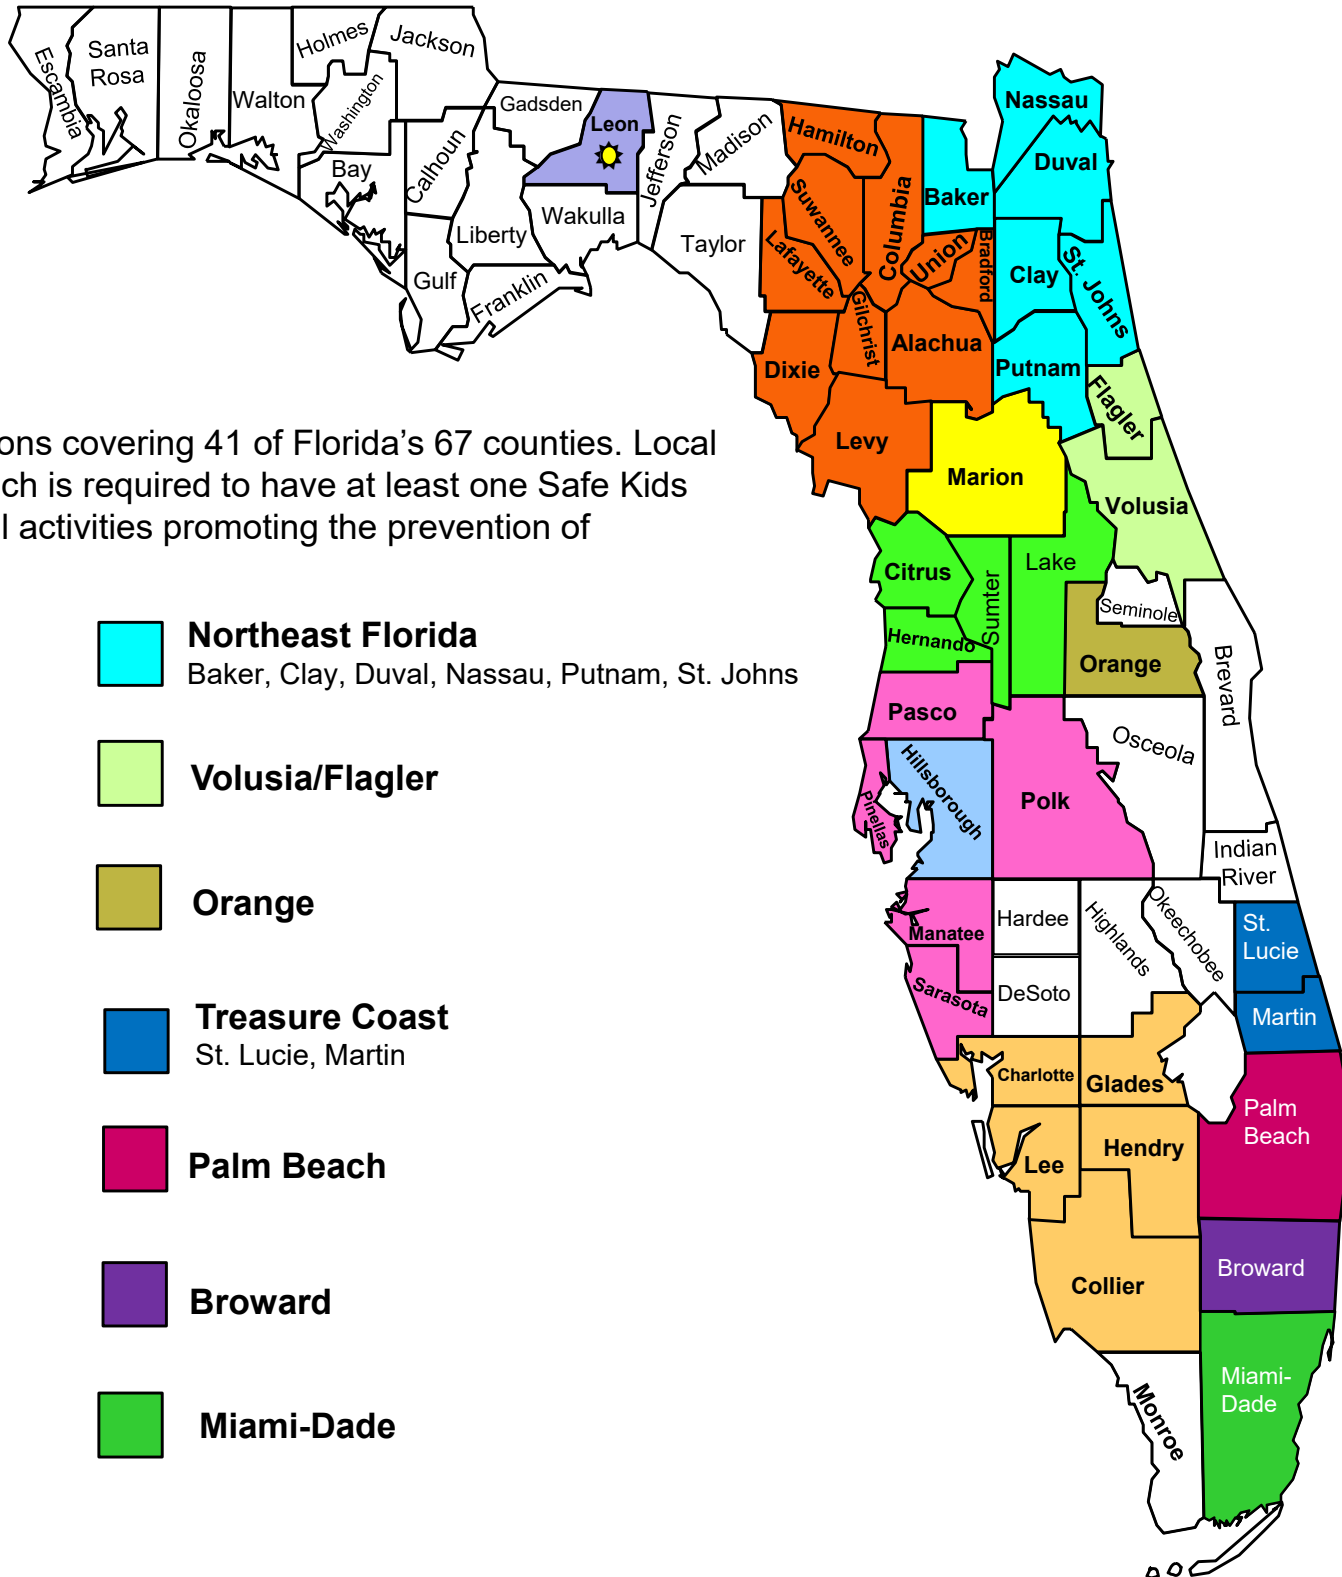 Escambia
Santa
Rosa
Okaloosa
Walton
Holmes
Jackson
Washington
Bay
Calhoun
Gulf
Liberty
Gadsden
Franklin
Leon
Wakulla
Jefferson
Madison
Taylor
Hamilton
Suwannee
Lafayette
Columbia
Baker
Nassau
Duval
Union
Bradford
Clay
St. Johns
Dixie
Gilchrist
Alachua
Putnam
Flagler
Levy
Marion
Volusia
ons covering 41 of Florida’s 67 counties. Local
ch is required to have at least one Safe Kids
l activities promoting the prevention of
Citrus
Sumter
Lake
Seminole
Hernando
Orange
Brevard
Pasco
Osceola
Pinellas
Hillsborough
Polk
Indian
River
Manatee
Hardee
Highlands
Okeechobee
St.
Lucie
Sarasota
DeSoto
Martin
Charlotte
Glades
Palm
Beach
Lee
Hendry
Collier
Broward
Monroe
Miami-
Dade
Northeast Florida
Baker, Clay, Duval, Nassau, Putnam, St. Johns
Volusia/Flagler
Orange
Treasure Coast
St. Lucie, Martin
Palm Beach
Broward
Miami-Dade